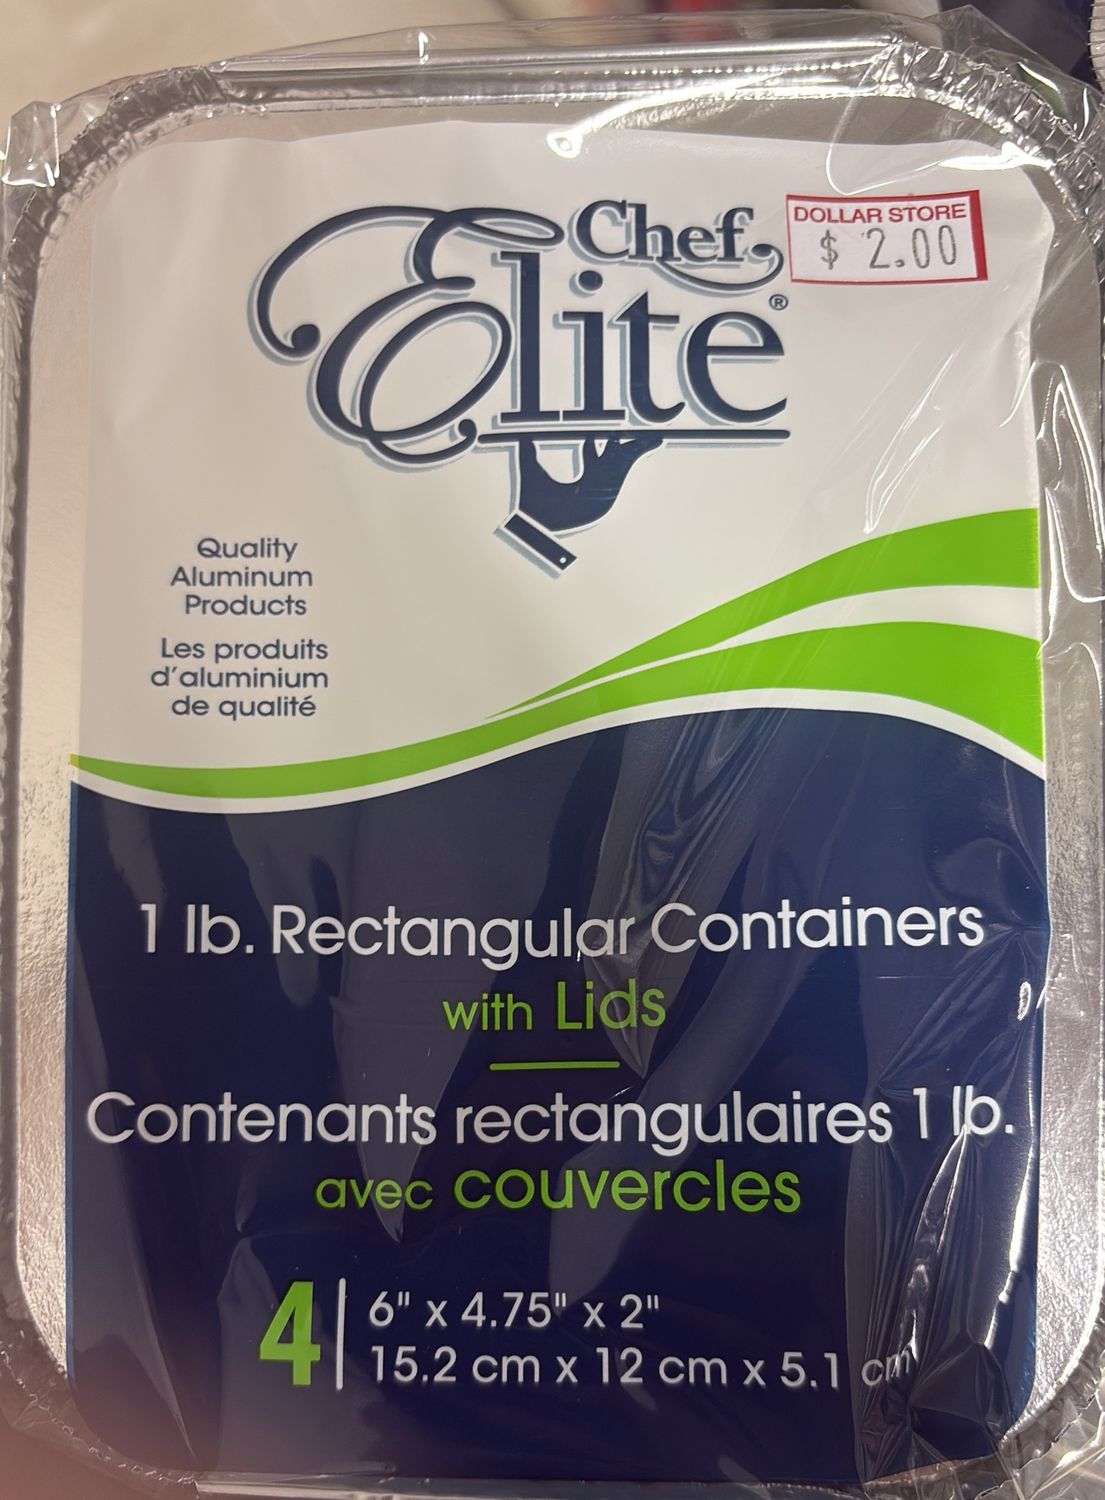 Chef
Elite®
DOLLAR STORE
$ 2.00
Quality
Aluminum
Products
Les produits
d'aluminium
de qualité
1 lb. Rectangular Containers
with Lids
Contenants rectangulaires 1 lb.
avec couvercles
4
6" x 4.75" x 2"
15.2 cm x 12 cm x 5.1 cm